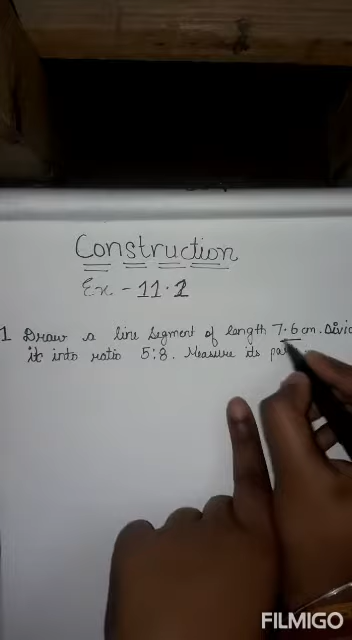 Construction
Ex - 11.1
1 Draw a line segment of length 7.6 cm. Divid
it into ratio 5:8. Measure its
FILMIGO